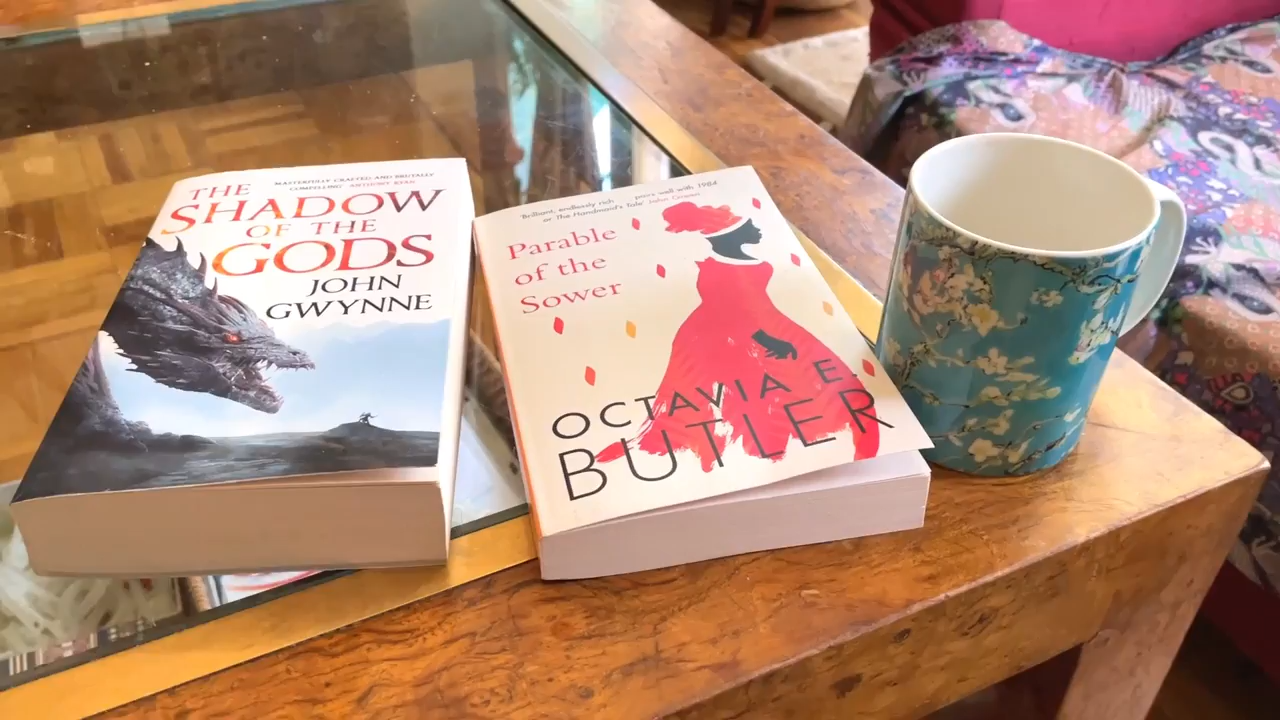 MASTERFULLY CRAFTED AND BRUTALLY
COMPELLING' ANTHONY RYAN
THE
SHADOW
OF THE
GODS
JOHN
GWYNNE
'Brilliant, endlessly rich pairs well with 1984
or The Handmaid's Tale' John Green
Parable
of the
Sower
OCTAVIA E.
BUTLER